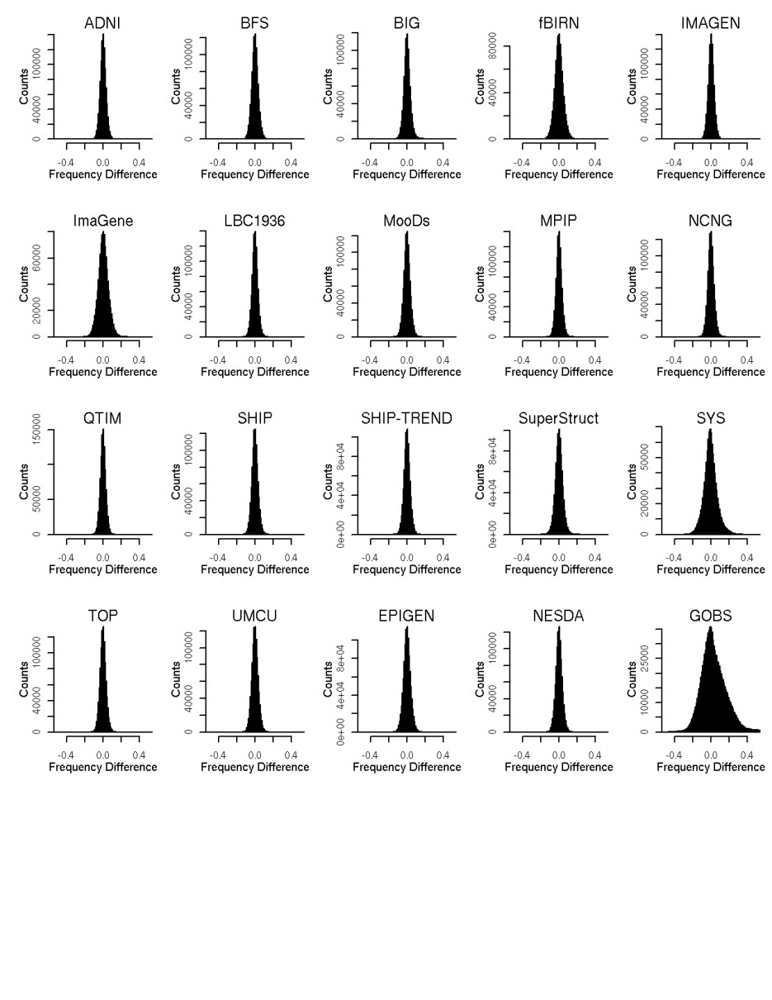 ADNI
Counts
0 40000 100000
-0.4 0.0 0.4
Frequency Difference
BFS
Counts
0 40000 100000
-0.4 0.0 0.4
Frequency Difference
BIG
Counts
0 40000 100000
-0.4 0.0 0.4
Frequency Difference
fBIRN
Counts
0 40000 80000
-0.4 0.0 0.4
Frequency Difference
IMAGEN
Counts
0 40000 100000
-0.4 0.0 0.4
Frequency Difference
ImaGene
Counts
0 20000 60000
-0.4 0.0 0.4
Frequency Difference
LBC1936
Counts
0 40000 100000
-0.4 0.0 0.4
Frequency Difference
MooDs
Counts
0 40000 100000
-0.4 0.0 0.4
Frequency Difference
MPIP
Counts
0 40000 100000
-0.4 0.0 0.4
Frequency Difference
NCNG
Counts
0 40000 100000
-0.4 0.0 0.4
Frequency Difference
QTIM
Counts
0 50000 150000
-0.4 0.0 0.4
Frequency Difference
SHIP
Counts
0 40000 100000
-0.4 0.0 0.4
Frequency Difference
SHIP-TREND
Counts
0e+00 4e+04 8e+04
-0.4 0.0 0.4
Frequency Difference
SuperStruct
Counts
0e+00 4e+04 8e+04
-0.4 0.0 0.4
Frequency Difference
SYS
Counts
0 20000 50000
-0.4 0.0 0.4
Frequency Difference
TOP
Counts
0 40000 100000
-0.4 0.0 0.4
Frequency Difference
UMCU
Counts
0 40000 100000
-0.4 0.0 0.4
Frequency Difference
EPIGEN
Counts
0e+00 4e+04 8e+04
-0.4 0.0 0.4
Frequency Difference
NESDA
Counts
0 40000 100000
-0.4 0.0 0.4
Frequency Difference
GOBS
Counts
0 10000 25000
-0.4 0.0 0.4
Frequency Difference